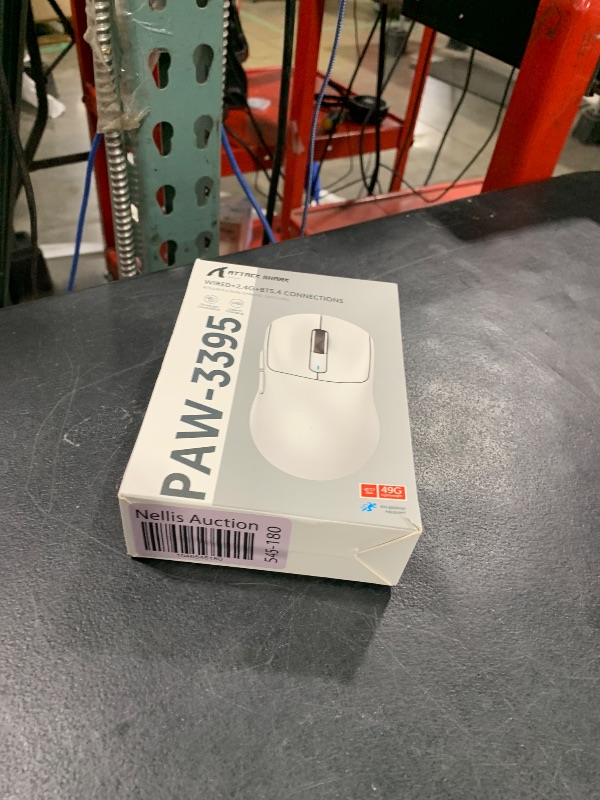 ATTACK SHARK
WIRED+2.4G+BT5.4 CONNECTIONS
PAW-3395
49G
Nellis Auction
545-180